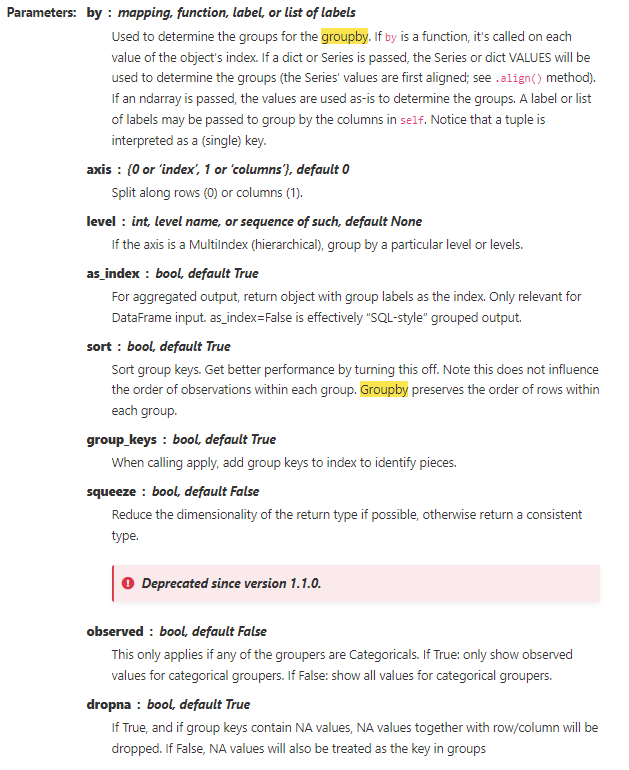 Parameters: by : mapping, function, label, or list of labels
Used to determine the groups for the groupby. If by is a function, it's called on each
value of the object's index. If a dict or Series is passed, the Series or dict VALUES will be
used to determine the groups (the Series' values are first aligned; see .align() method).
If an ndarray is passed, the values are used as-is to determine the groups. A label or list
of labels may be passed to group by the columns in self. Notice that a tuple is
interpreted as a (single) key.
axis : {0 or 'index', 1 or 'columns'}, default 0
Split along rows (0) or columns (1).
level : int, level name, or sequence of such, default None
If the axis is a MultiIndex (hierarchical), group by a particular level or levels.
as_index : bool, default True
For aggregated output, return object with group labels as the index. Only relevant for
DataFrame input. as_index=False is effectively “SQL-style” grouped output.
sort : bool, default True
Sort group keys. Get better performance by turning this off. Note this does not influence
the order of observations within each group. Groupby preserves the order of rows within
each group.
group_keys : bool, default True
When calling apply, add group keys to index to identify pieces.
squeeze : bool, default False
Reduce the dimensionality of the return type if possible, otherwise return a consistent
type.
Deprecated since version 1.1.0.
observed : bool, default False
This only applies if any of the groupers are Categoricals. If True: only show observed
values for categorical groupers. If False: show all values for categorical groupers.
dropna : bool, default True
If True, and if group keys contain NA values, NA values together with row/column will be
dropped. If False, NA values will also be treated as the key in groups